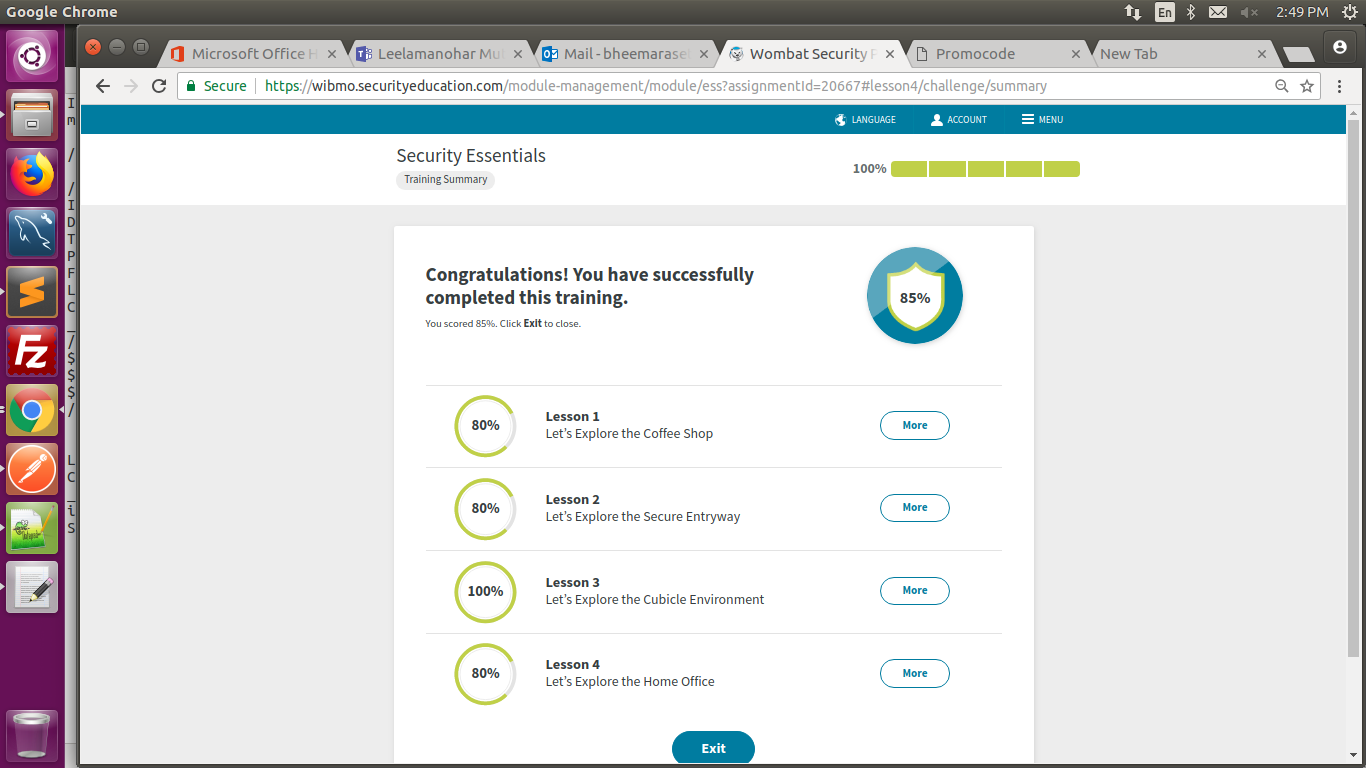 Google Chrome
En
2:49 PM
Microsoft Office H
Leelamanohar Mul
Mail - bheemaraset
Wombat Security P
Promocode
New Tab
Secure
https://wibmo.securityeducation.com/module-management/module/ess?assignmentId=20667#lesson4/challenge/summary
LANGUAGE
ACCOUNT
MENU
Security Essentials
Training Summary
100%
Congratulations! You have successfully
completed this training.
You scored 85%. Click Exit to close.
85%
80%
Lesson 1
Let's Explore the Coffee Shop
More
80%
Lesson 2
Let's Explore the Secure Entryway
More
100%
Lesson 3
Let's Explore the Cubicle Environment
More
80%
Lesson 4
Let's Explore the Home Office
More
Exit